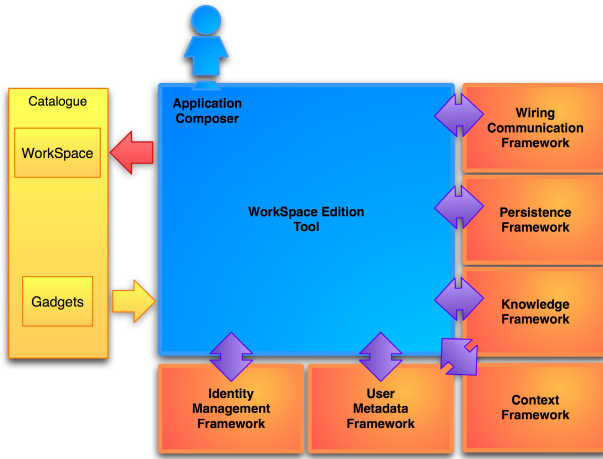 Catalogue
WorkSpace
Gadgets
Application
Composer
WorkSpace Edition
Tool
Wiring
Communication
Framework
Persistence
Framework
Knowledge
Framework
Context
Framework
Identity
Management
Framework
User
Metadata
Framework